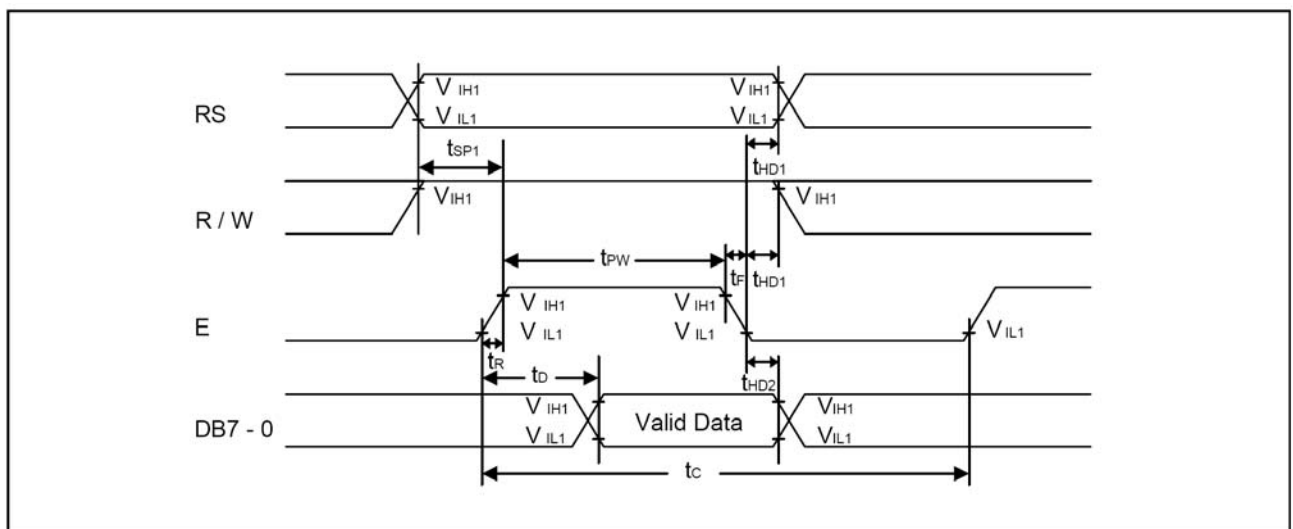 RS
V IH1
V IL1
V IH1
V IL1
tSP1
tHD1
R / W
VIH1
V IH1
tPW
tF
tHD1
E
V IH1
V IL1
V IH1
V IL1
V IL1
tR
tD
tHD2
DB7 - 0
V IH1
V IL1
Valid Data
VIH1
VIL1
tC